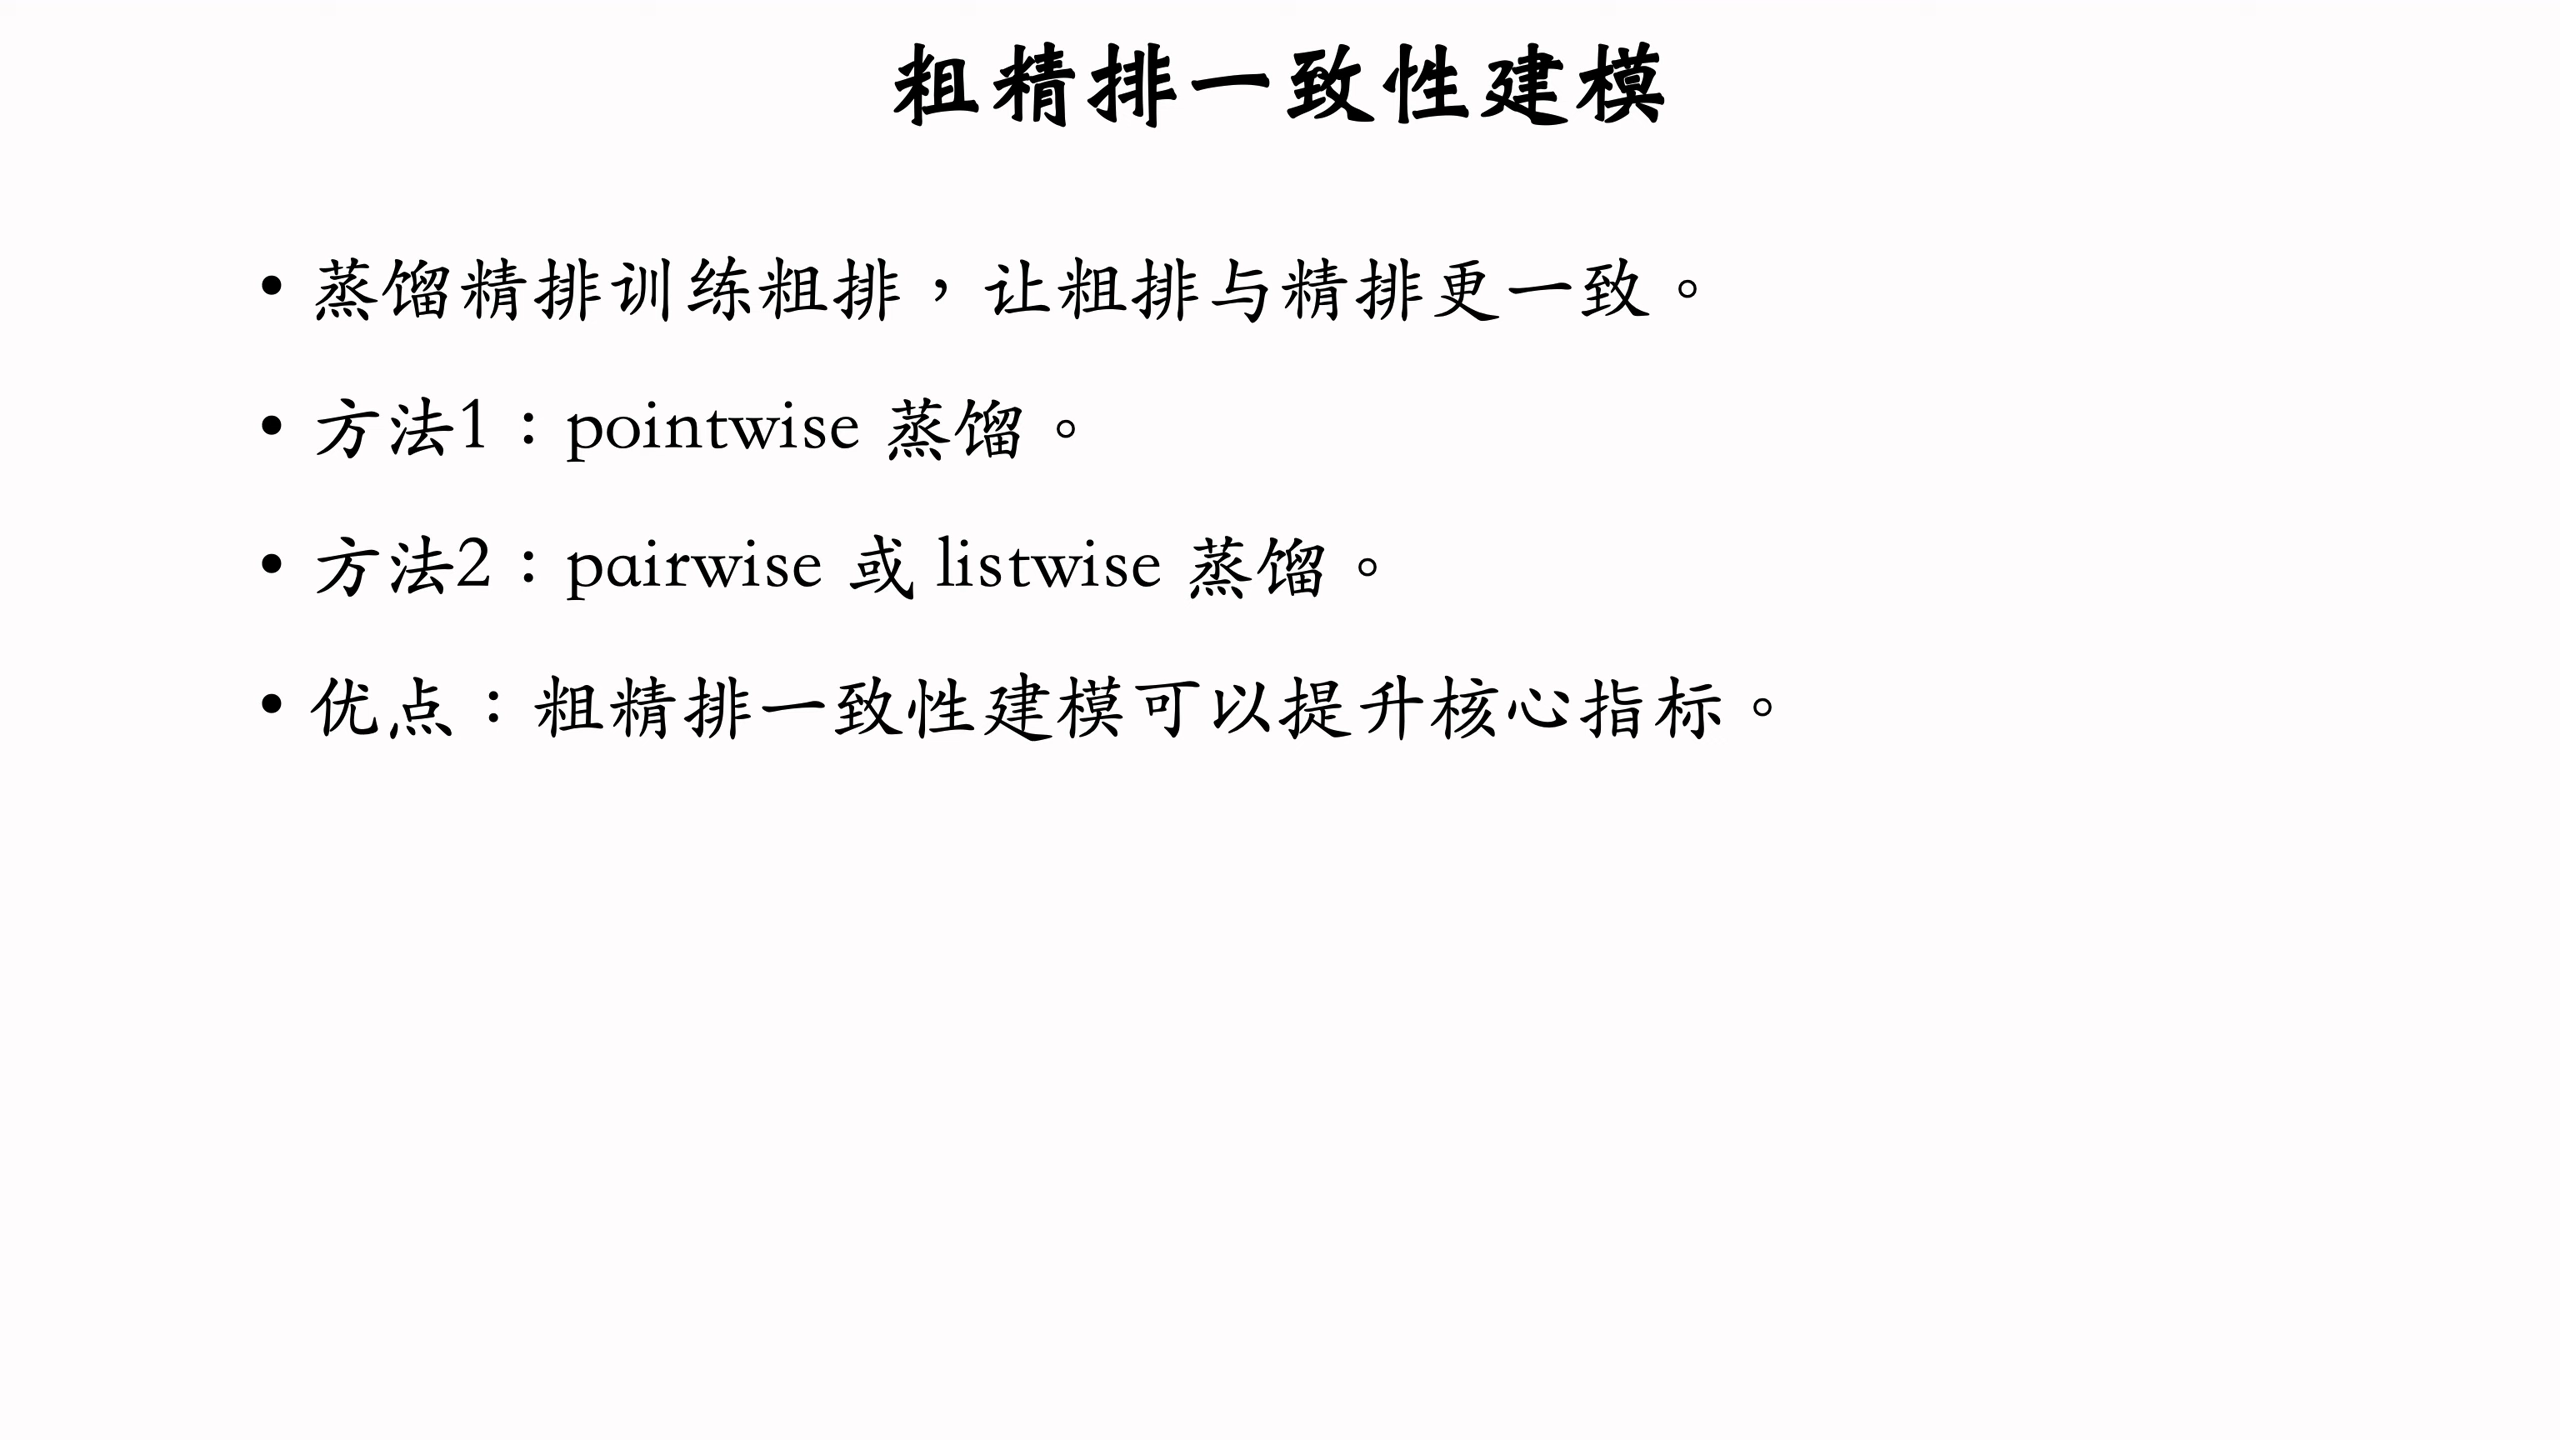 粗精排一致性建模
• 蒸馏精排训练粗排，让粗排与精排更一致。
• 方法1：pointwise 蒸馏。
• 方法2：pairwise 或 listwise 蒸馏。
• 优点：粗精排一致性建模可以提升核心指标。